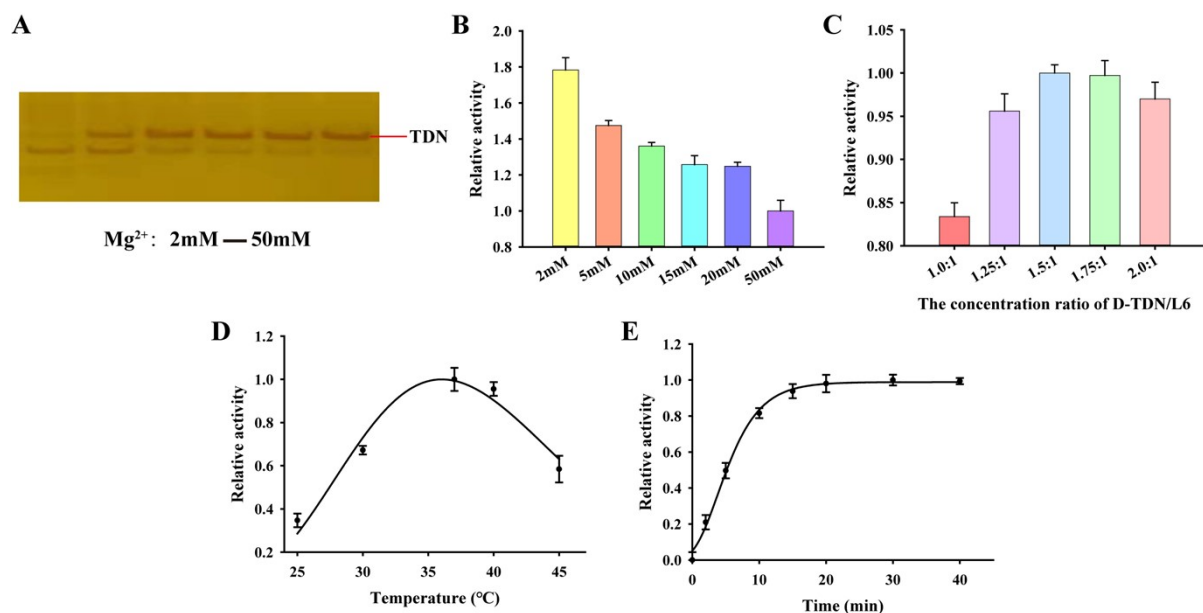 A
TDN
Mg²⁺: 2mM — 50mM
B
Relative activity
2.0
1.8
1.6
1.4
1.2
1.0
0.8
2mM
5mM
10mM
15mM
20mM
50mM
C
Relative activity
1.05
1.00
0.95
0.90
0.85
0.80
1.0:1
1.25:1
1.5:1
1.75:1
2.0:1
The concentration ratio of D-TDN/L6
D
Relative activity
1.2
1.0
0.8
0.6
0.4
0.2
25
30
35
40
45
Temperature (℃)
E
Relative activity
1.2
1.0
0.8
0.6
0.4
0.2
0.0
0
10
20
30
40
Time (min)